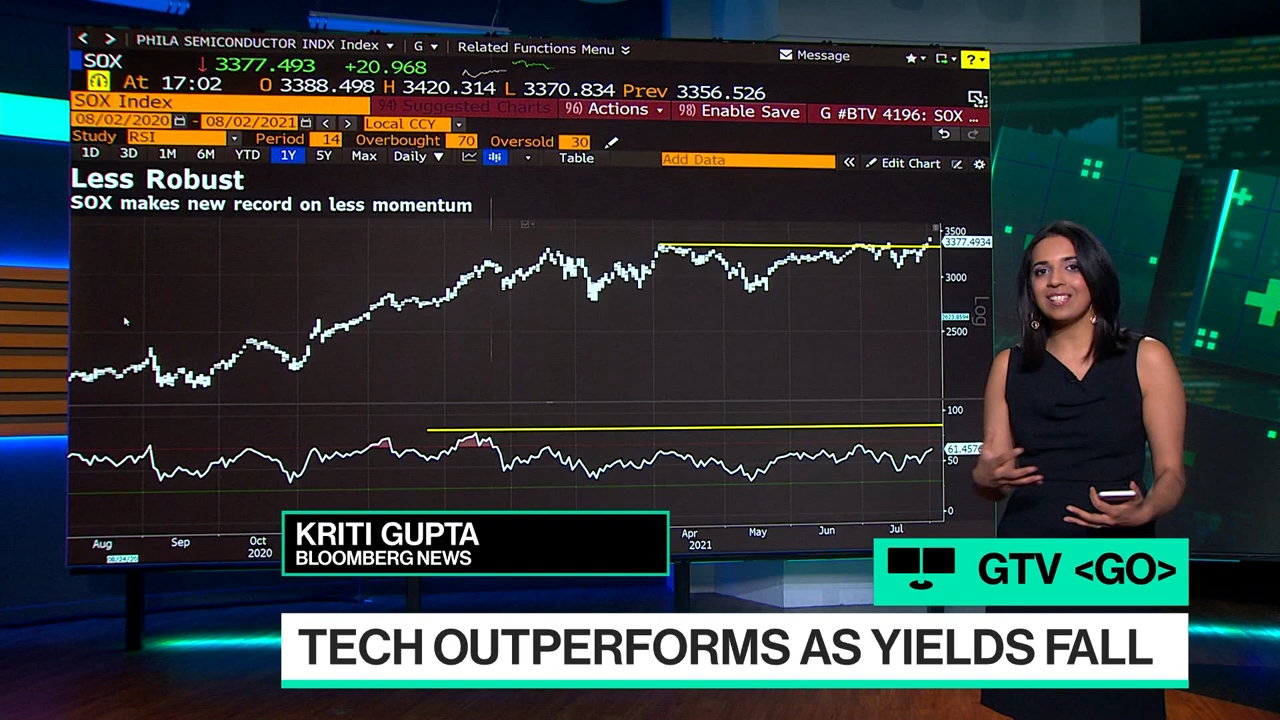 PHILA SEMICONDUCTOR INDX Index G Related Functions Menu Message ?
SOX 3377.493 +20.968
At 17:02 O 3388.498 H 3420.314 L 3370.834 Prev 3356.526
SOX Index 94) Suggested Charts 96) Actions 98) Enable Save G #BTV 4196: SOX ...
08/02/2020 - 08/02/2021 Local CCY
Study RSI Period 14 Overbought 70 Oversold 30
1D 3D 1M 6M YTD 1Y 5Y Max Daily Table Add Data Edit Chart
Less Robust
SOX makes new record on less momentum
3500
3377.4934
3000
2500
Log
100
61.4576
50
0
Aug Sep Oct Apr May Jun Jul
2020 2021
KRITI GUPTA
BLOOMBERG NEWS
GTV <GO>
TECH OUTPERFORMS AS YIELDS FALL